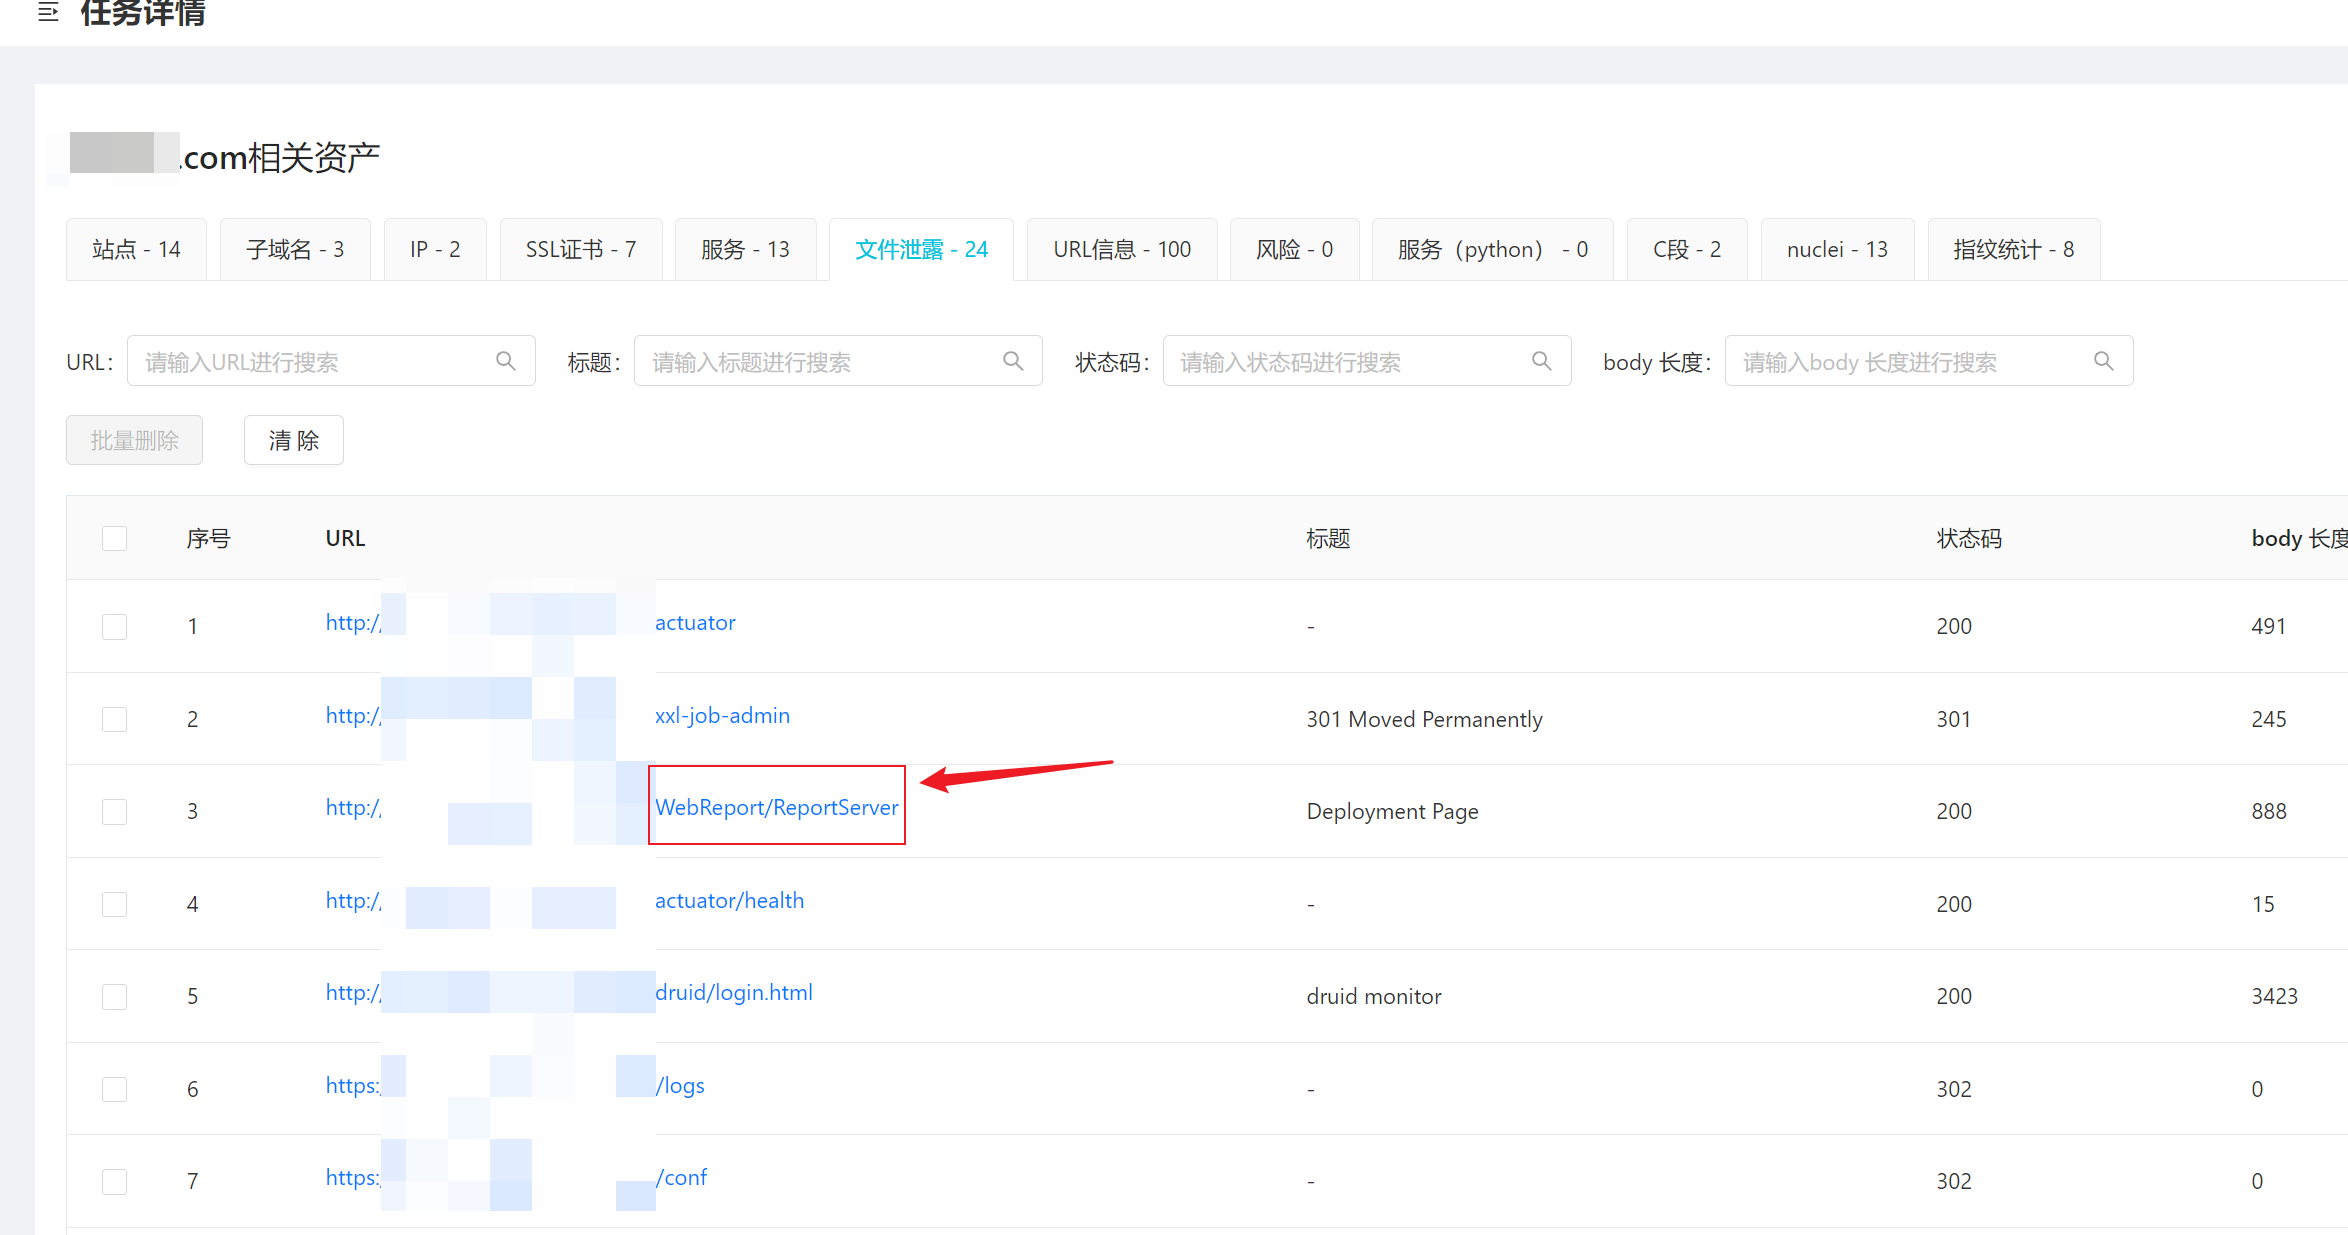 任务详情
.com相关资产
站点 - 14 子域名 - 3 IP - 2 SSL证书 - 7 服务 - 13 文件泄露 - 24 URL信息 - 100 风险 - 0 服务（python） - 0 C段 - 2 nuclei - 13 指纹统计 - 8
URL： 请输入URL进行搜索 标题： 请输入标题进行搜索 状态码： 请输入状态码进行搜索 body 长度： 请输入body 长度进行搜索
批量删除 清 除
序号 URL 标题 状态码 body 长度
1 http:/ actuator - 200 491
2 http:/ xxl-job-admin 301 Moved Permanently 301 245
3 http:/ WebReport/ReportServer Deployment Page 200 888
4 http:/ actuator/health - 200 15
5 http:/ druid/login.html druid monitor 200 3423
6 https: /logs - 302 0
7 https: /conf - 302 0